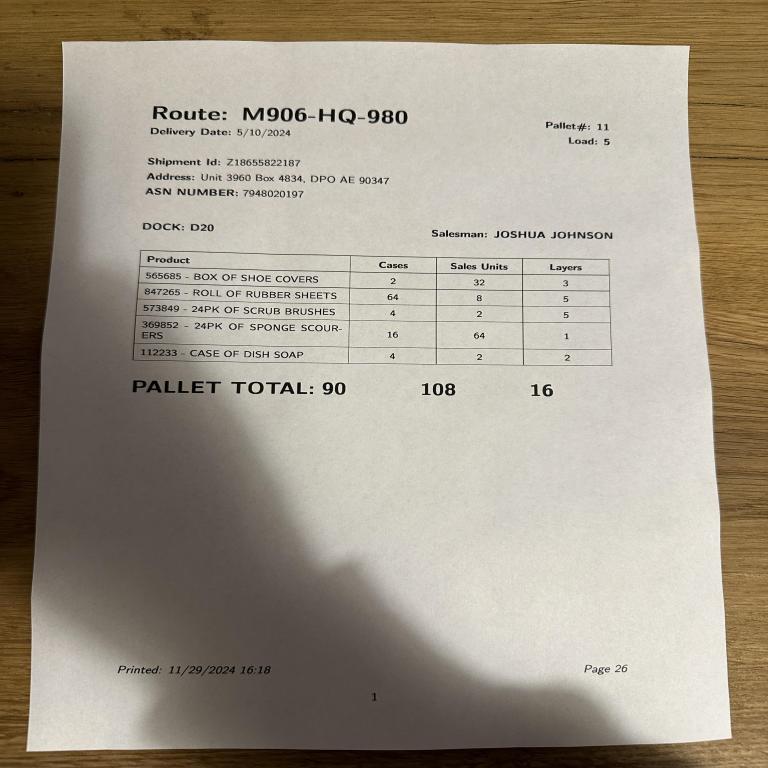 Route: M906-HQ-980
Delivery Date: 5/10/2024
Pallet#: 11
Load: 5
Shipment Id: Z18655822187
Address: Unit 3960 Box 4834, DPO AE 90347
ASN NUMBER: 7948020197
DOCK: D20
Salesman: JOSHUA JOHNSON
Product Cases Sales Units Layers
565685 - BOX OF SHOE COVERS 2 32 3
847265 - ROLL OF RUBBER SHEETS 64 8 5
573849 - 24PK OF SCRUB BRUSHES 4 2 5
369852 - 24PK OF SPONGE SCOUR-
ERS 16 64 1
112233 - CASE OF DISH SOAP 4 2 2
PALLET TOTAL: 90 108 16
Printed: 11/29/2024 16:18
Page 26
1